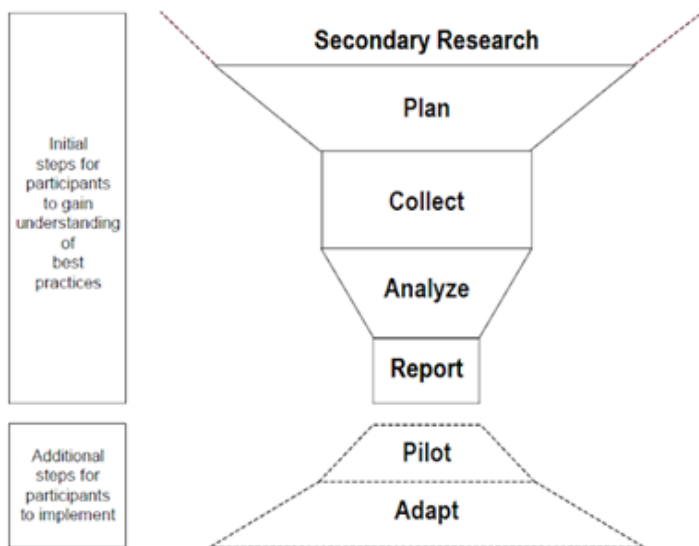 Secondary Research
Plan
Collect
Analyze
Report
Initial
steps for
participants
to gain
understanding
of
best
practices
Pilot
Adapt
Additional
steps for
participants
to implement